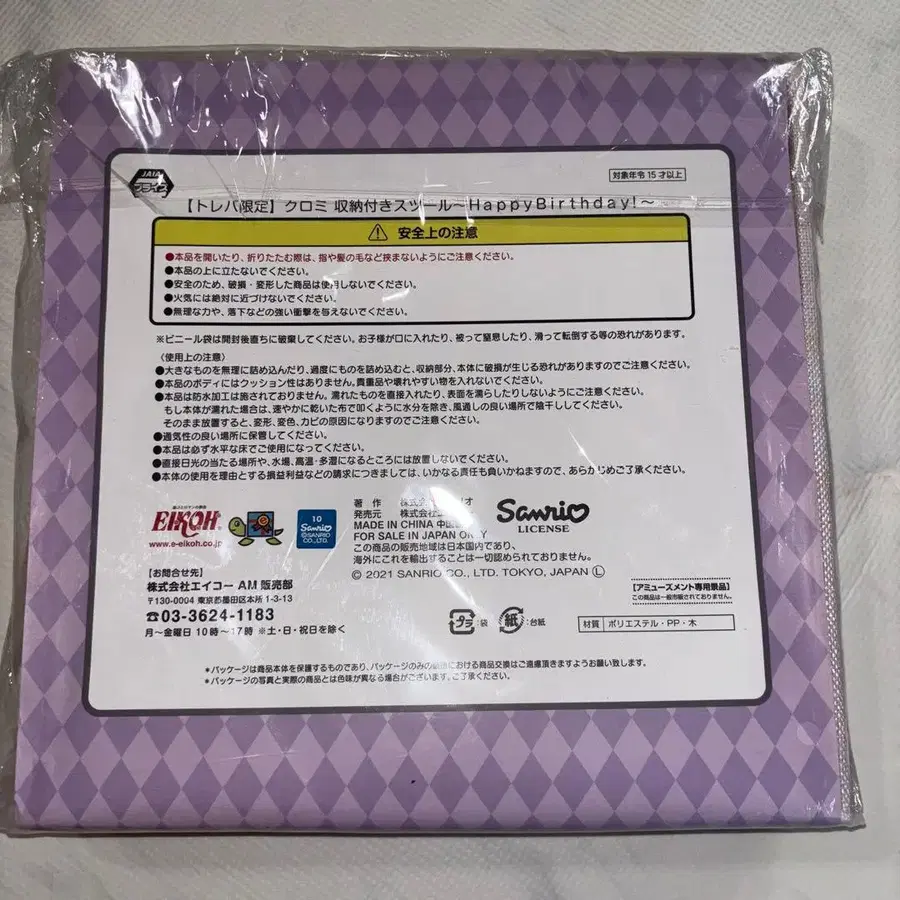 JAIA
プライズ
対象年令15才以上
【トレバ限定】クロミ 収納付きスツール～HappyBirthday!～
安全上の注意
●本品を開いたり、折りたたむ際は、指や髪の毛など挟まないようにご注意ください。
●本品の上に立たないでください。
●安全のため、破損・変形した商品は使用しないでください。
●火気には絶対に近づけないでください。
●無理な力や、落下などの強い衝撃を与えないでください。
※ビニール袋は開封後直ちに破棄してください。お子様が口に入れたり、被って窒息したり、滑って転倒する等の恐れがあります。
〈使用上の注意〉
●大きなものを無理に詰め込んだり、過度にものを詰め込むと、収納部分、本体に破損が生じる恐れがありますのでご注意ください。
●本品のボディにはクッション性はありません。貴重品や壊れやすい物を入れないでください。
●本品は防水加工は施されておりません。濡れたものを直接入れたり、表面を濡らしたりしないようにご注意ください。
もし本体が濡れた場合は、速やかに乾いた布で叩くように水分を除き、風通しの良い場所で陰干ししてください。
そのまま放置すると、変形、変色、カビの原因になりますのでご注意ください。
●通気性の良い場所に保管してください。
●本品は必ず水平な床でご使用になってください。
●直接日光の当たる場所や、水場、高温・多湿になるところには放置しないでください。
●本体の使用を理由とする損益利益などの請求につきましては、いかなる責任も負いかねますので、あらかじめご了承ください。
EIKOH
www.e-eikoh.co.jp
10
Sanrio
©SANRIO
CO.,LTD.
著作 株式会 リオ
発売元 株式会社エ
MADE IN CHINA 中国
FOR SALE IN JAPAN ONLY
この商品の販売地域は日本国内であり、
海外にこれを輸出することは一切認められておりません。
© 2021 SANRIO CO., LTD. TOKYO, JAPAN Ⓛ
Sanrio
LICENSE
【お問合せ先】
株式会社エイコー AM 販売部
〒130-0004 東京都墨田区本所1-3-13
☎03-3624-1183
月～金曜日 10時～17時 ※土・日・祝日を除く
【アミューズメント専用景品】
この商品は一般市販されておりません。
プラ :袋
紙 :台紙
材質 ポリエステル・PP・木
*パッケージは商品本体を保護するものであり、パッケージのみの における商品交換はご遠慮頂きますようお願い致します。
*パッケージの写真と実際の商品とは色味が異なる場合がございます。ご了承ください。